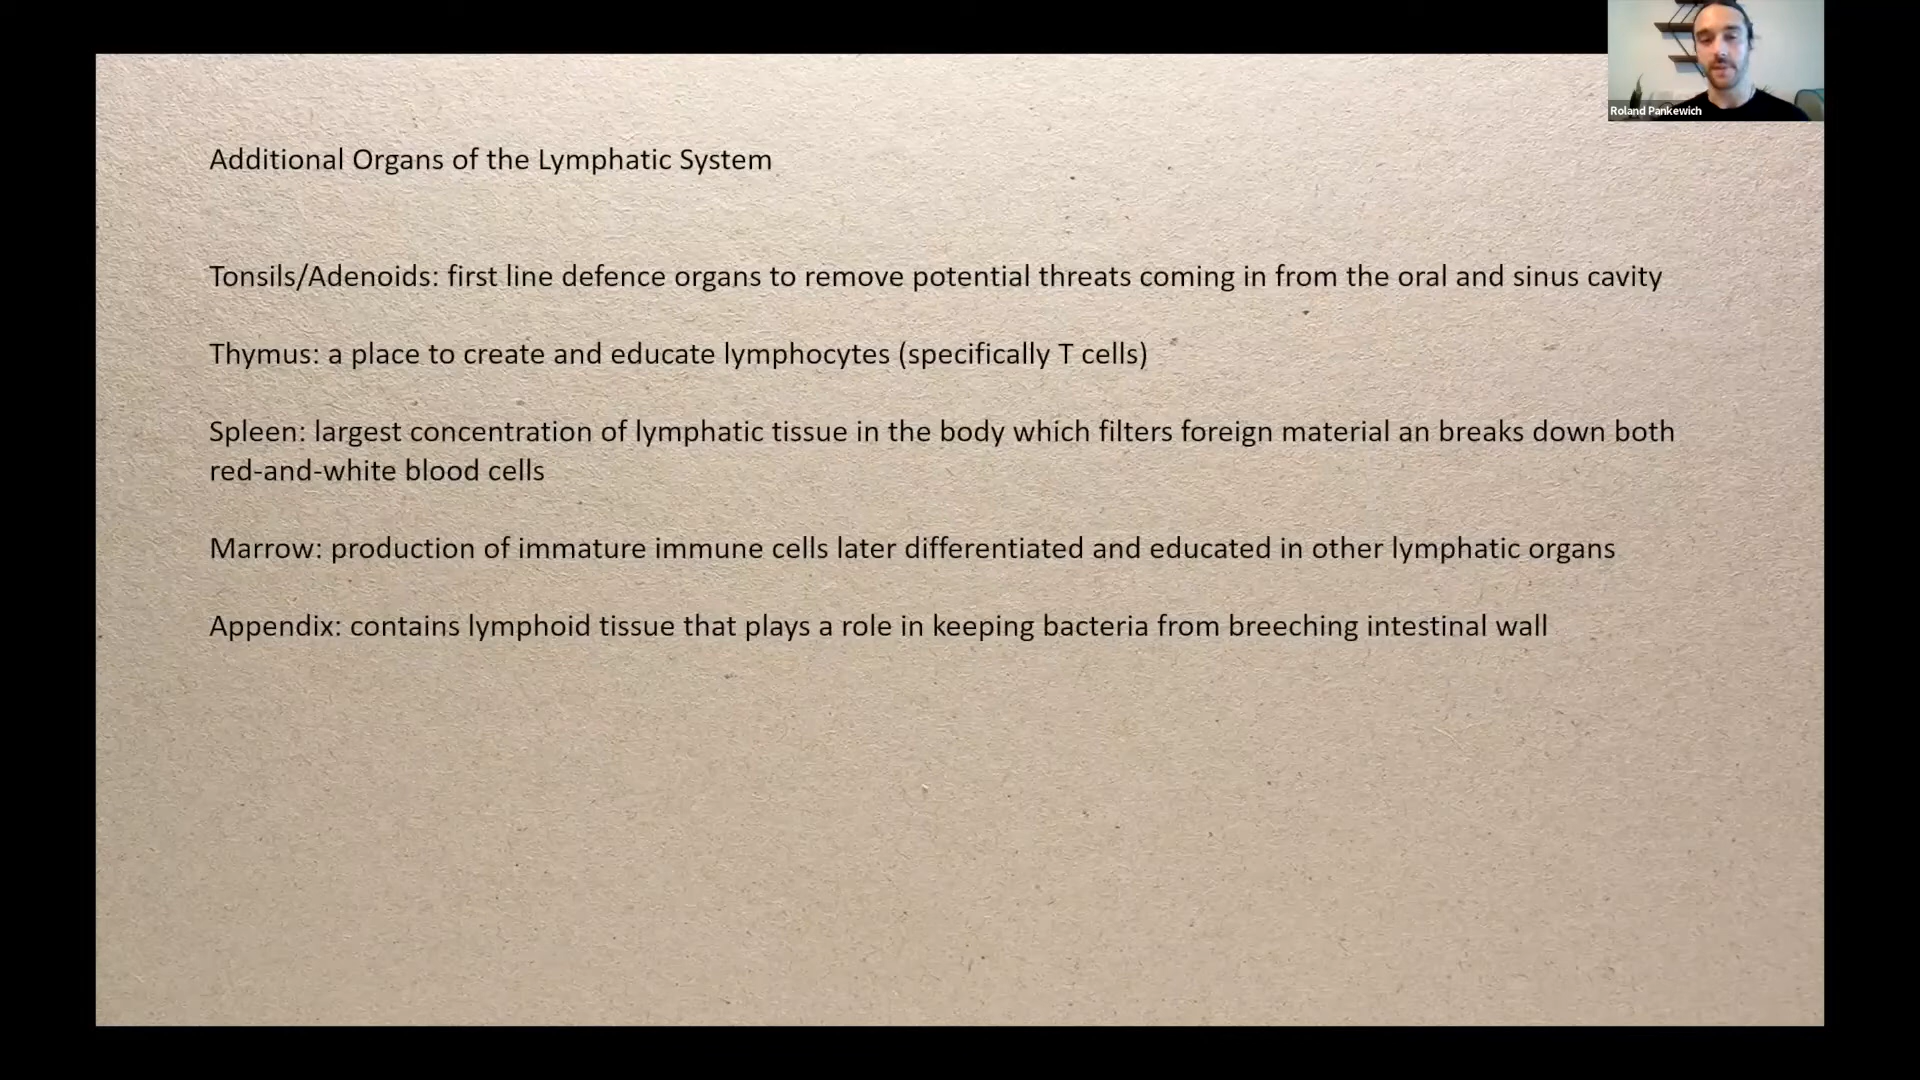 Roland Pankewich
Additional Organs of the Lymphatic System
Tonsils/Adenoids: first line defence organs to remove potential threats coming in from the oral and sinus cavity
Thymus: a place to create and educate lymphocytes (specifically T cells)
Spleen: largest concentration of lymphatic tissue in the body which filters foreign material an breaks down both
red-and-white blood cells
Marrow: production of immature immune cells later differentiated and educated in other lymphatic organs
Appendix: contains lymphoid tissue that plays a role in keeping bacteria from breeching intestinal wall